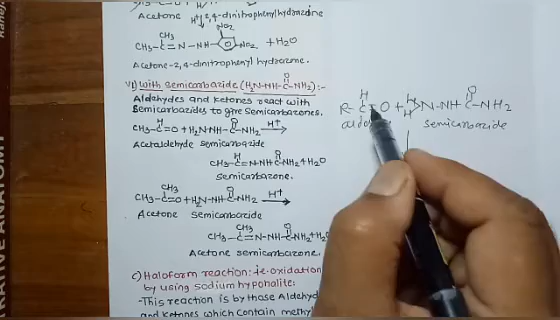 Acetone H⁺↓2,4-dinitrophenylhydrazine
CH₃
NO₂
CH₃-C=N-NH- -NO₂ +H₂O
Acetone-2,4-dinitrophenyl hydrazone.
VI) With semicarbazide (H₂N-NH-C-NH₂):-
O
Aldehydes and ketones react with
Semicarbazides to give Semicarbazones.
H O
CH₃-C=O+H₂N-NH-C-NH₂ H⁺→
Acetaldehyde semicarbazide
H O
CH₃-C=N-NH-C-NH₂+H₂O
semicarbazone.
CH₃ O
CH₃-C=O+H₂N-NH-C-NH₂ H⁺→
Acetone semicarbazide
CH₃ O
CH₃-C=N-NH-C-NH₂+H₂O
Acetone semicarbazone.
C) Haloform reaction: ie oxidation
by using sodium hypohalite:
-This reaction is by those Aldehyd
and ketones which contain methyl
H H O
R-C=O + H>N-NH-C-NH₂
semicarbazide